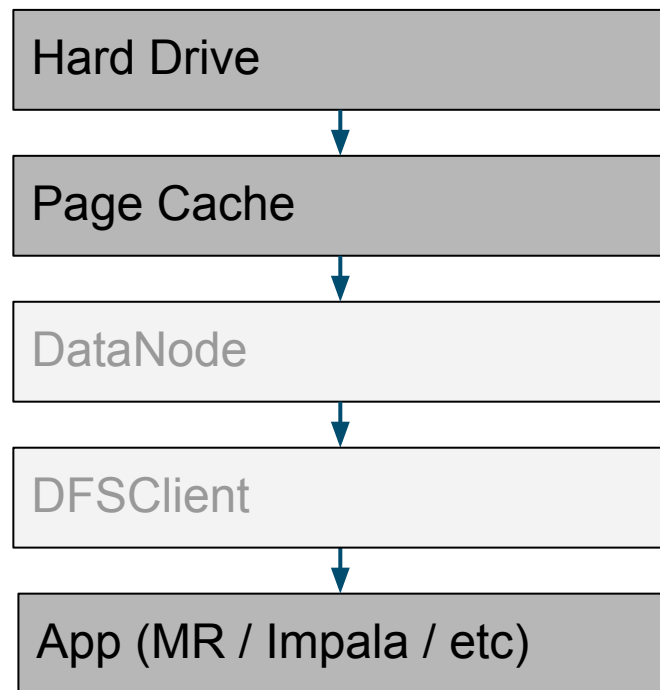 Hard Drive
Page Cache
DataNode
DFSClient
App (MR / Impala / etc)